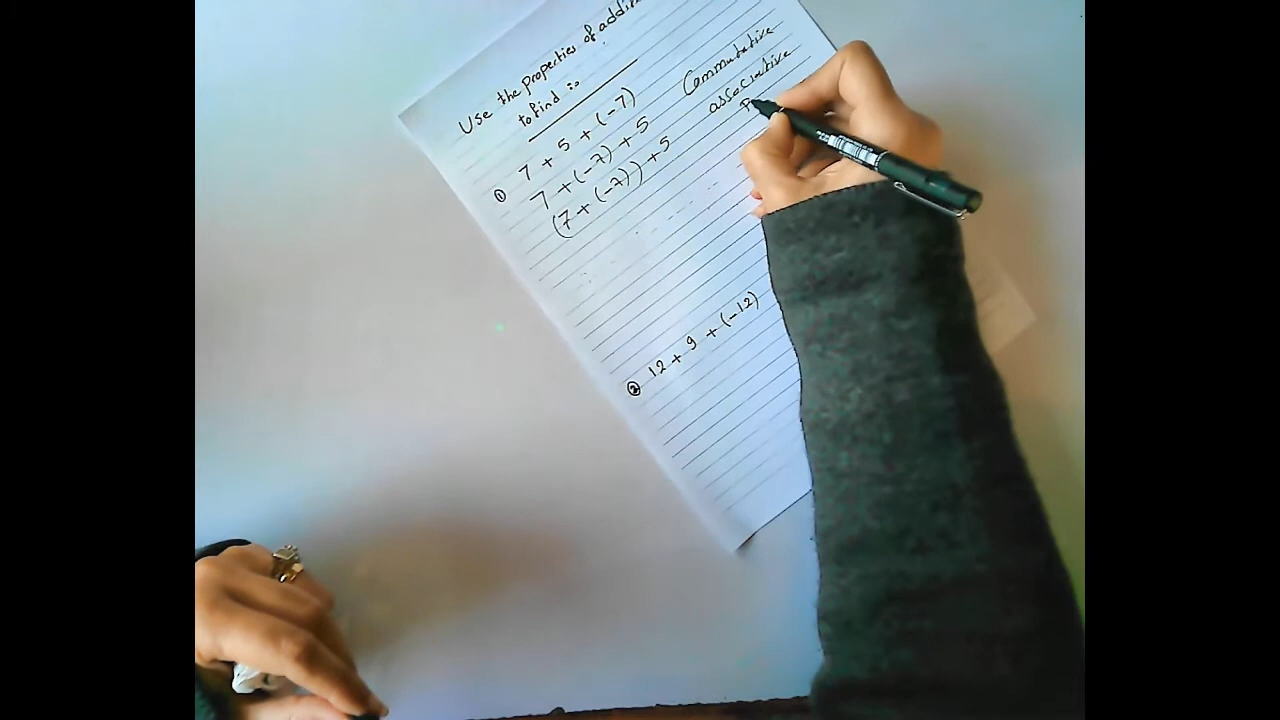 Use the properties of addin
to find :-
① 7 + 5 + (-7)
7 + (-7) + 5 Commutative
(7 + (-7)) + 5 associative
P
② 12 + 9 + (-12)